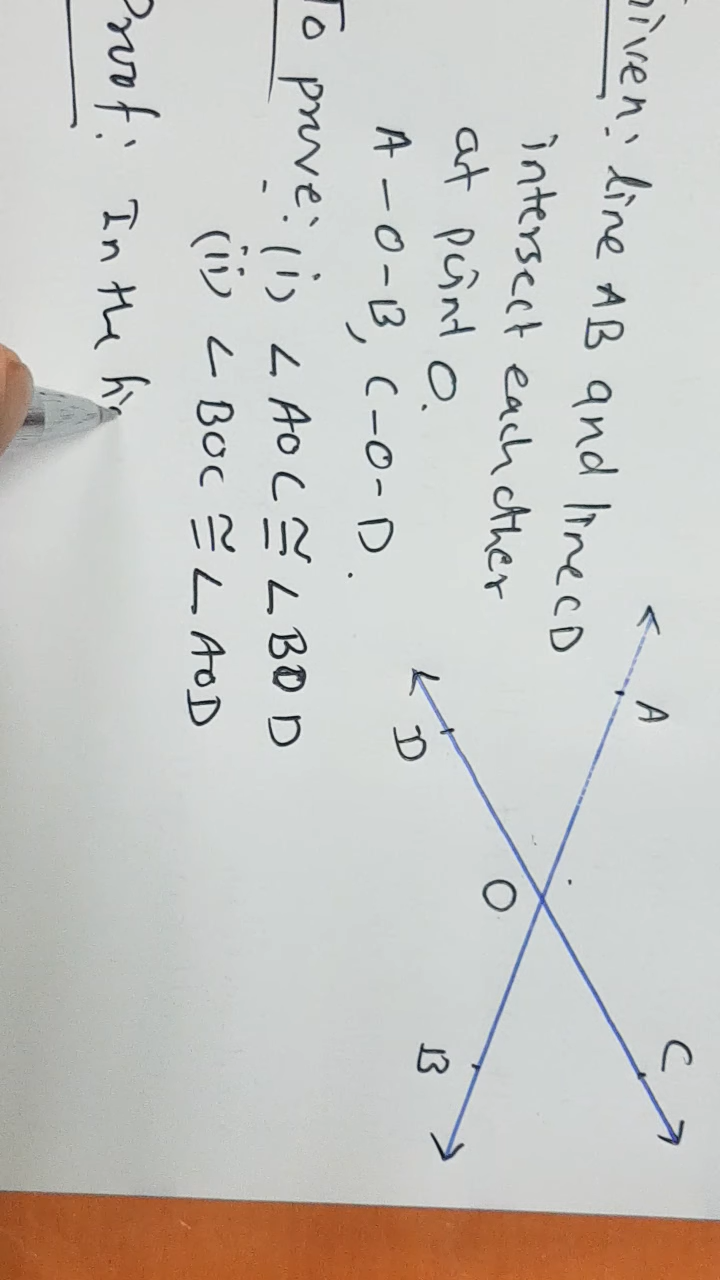 Given: line AB and line CD
intersect each other
at point O.
A - O - B, C - O - D.
To prove: (i) ∠ AOC ≅ ∠ BOD
(ii) ∠ BOC ≅ ∠ AOD
Proof: In the fi
A
C
O
D
B